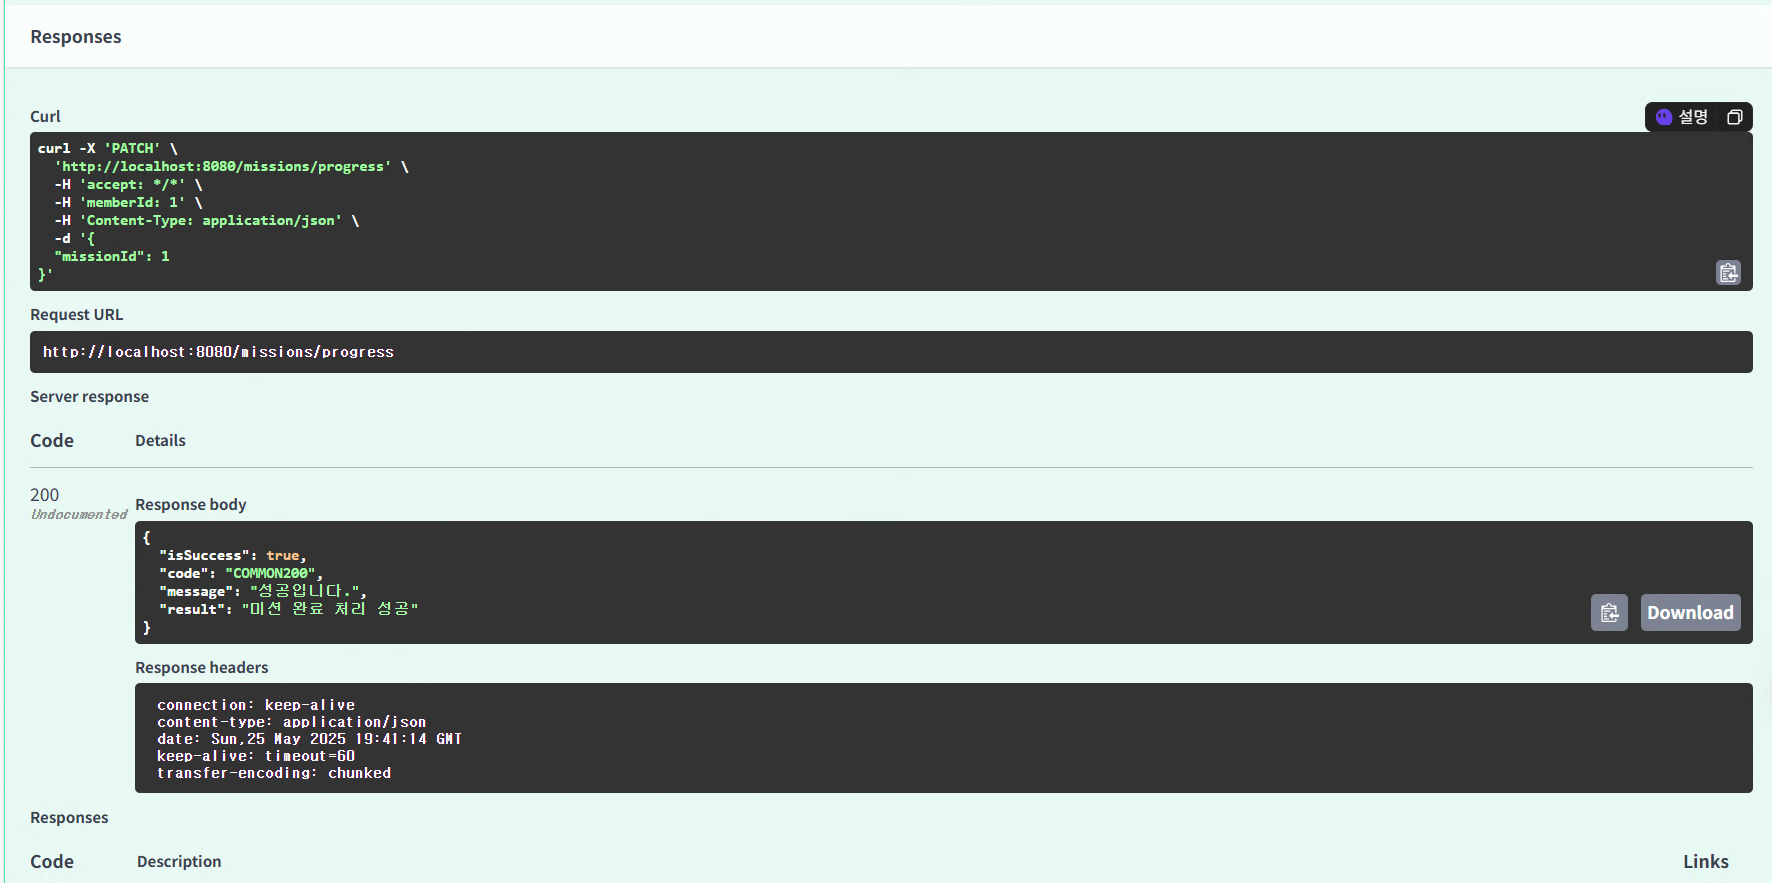 Responses
Curl
설명
curl -X 'PATCH' \
'http://localhost:8080/missions/progress' \
-H 'accept: */*' \
-H 'memberId: 1' \
-H 'Content-Type: application/json' \
-d '{
"missionId": 1
}'
Request URL
http://localhost:8080/missions/progress
Server response
Code Details
200
Undocumented
Response body
{
"isSuccess": true,
"code": "COMMON200",
"message": "성공입니다.",
"result": "미션 완료 처리 성공"
}
Download
Response headers
connection: keep-alive
content-type: application/json
date: Sun,25 May 2025 19:41:14 GMT
keep-alive: timeout=60
transfer-encoding: chunked
Responses
Code Description Links